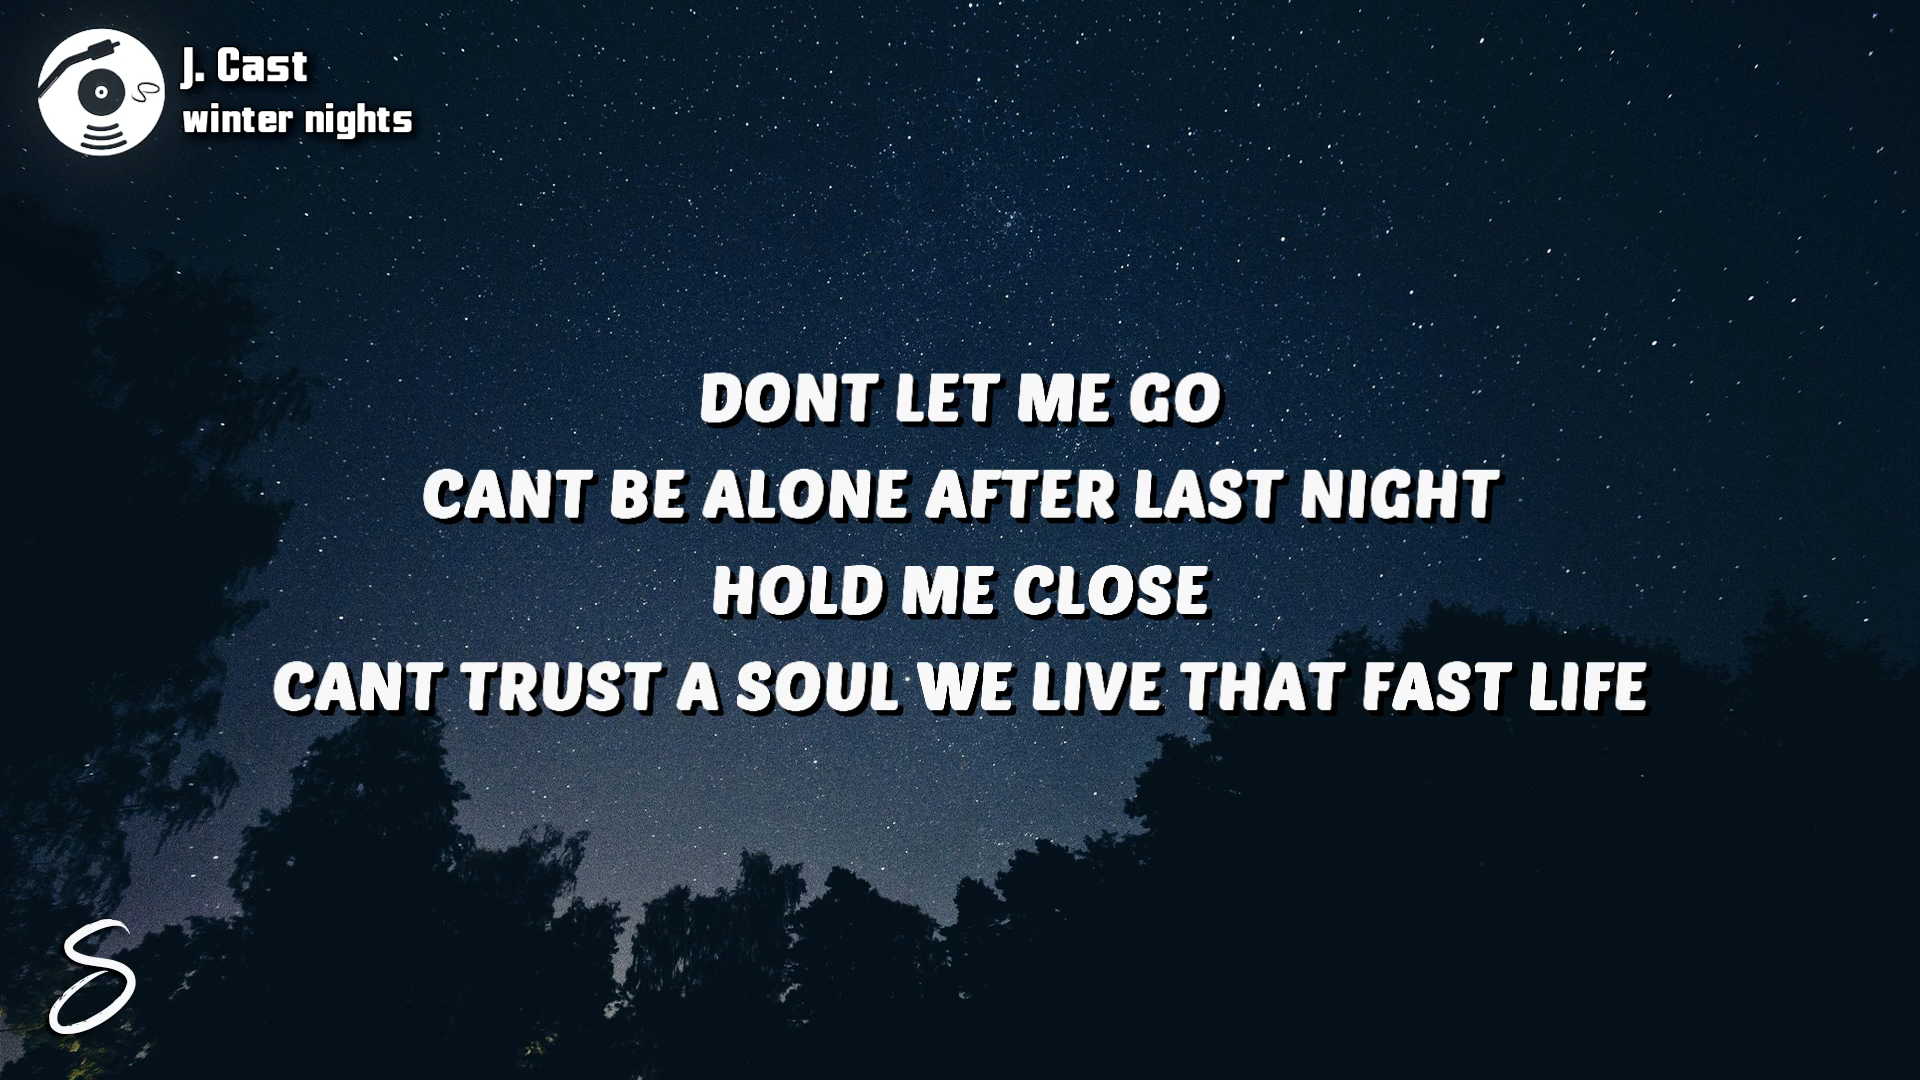 J. Cast
winter nights
DONT LET ME GO
CANT BE ALONE AFTER LAST NIGHT
HOLD ME CLOSE
CANT TRUST A SOUL WE LIVE THAT FAST LIFE
S